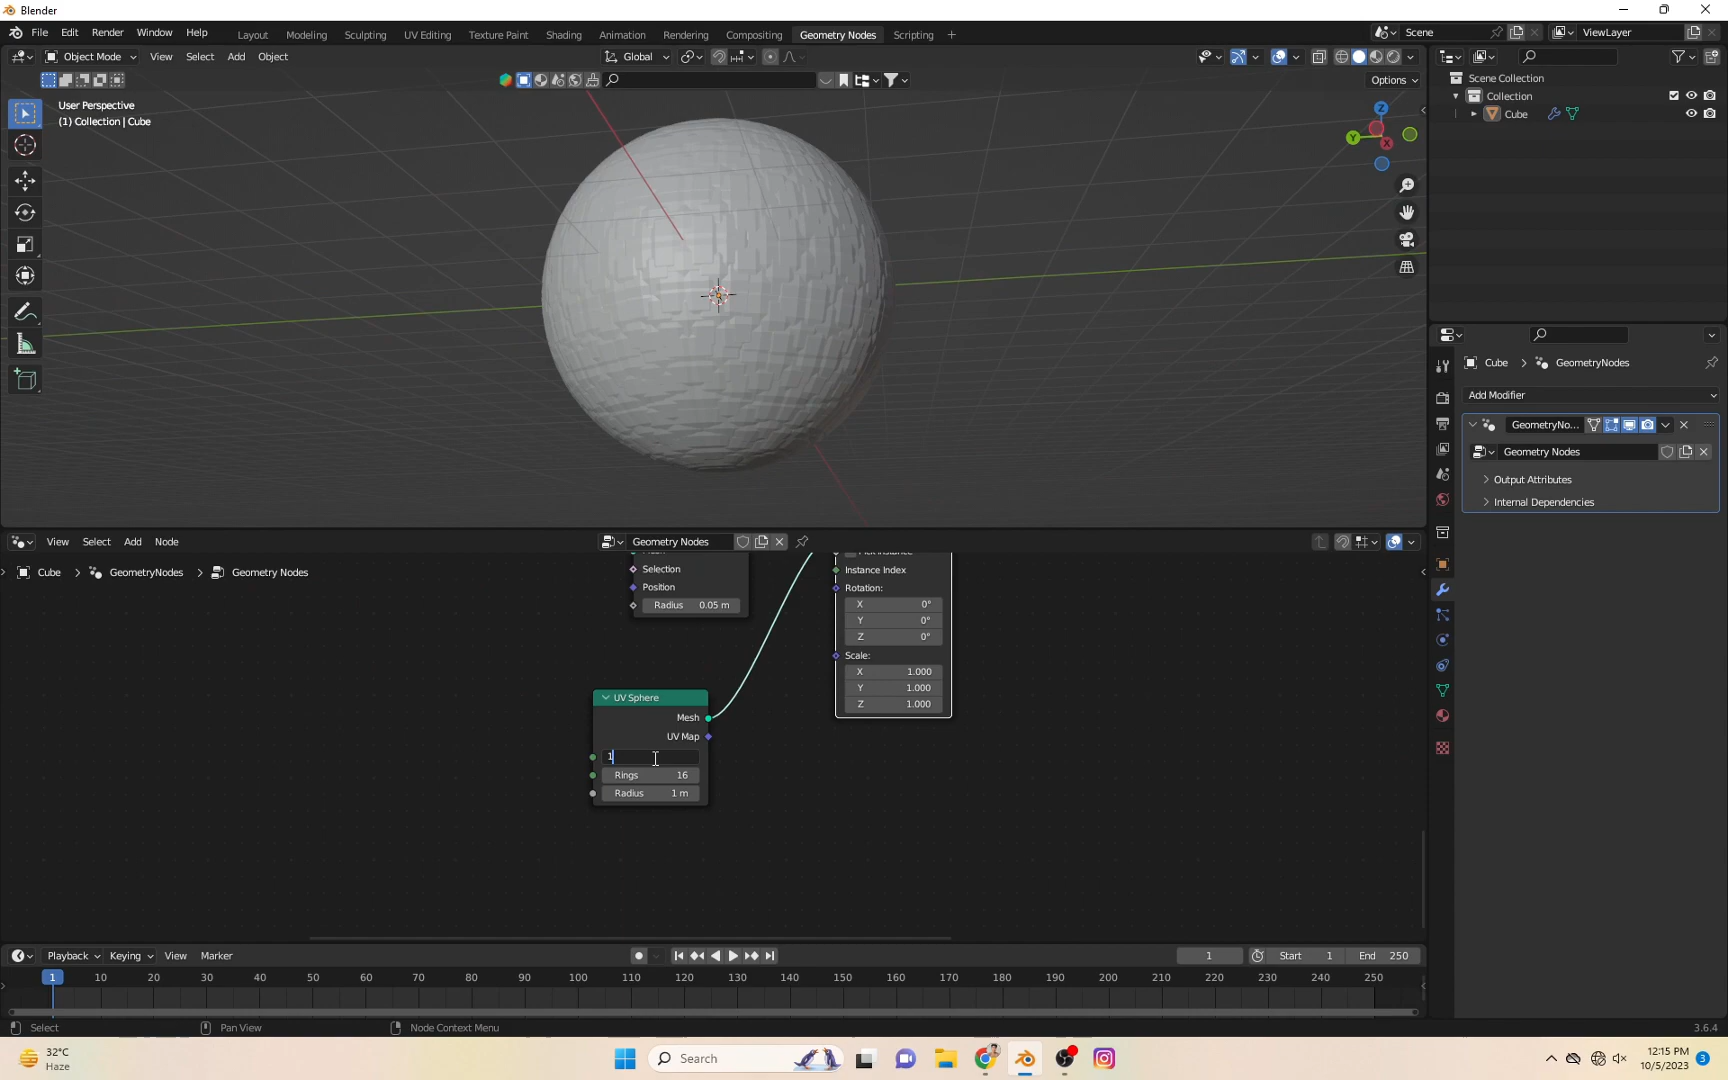 Blender
File Edit Render Window Help Layout Modeling Sculpting UV Editing Texture Paint Shading Animation Rendering Compositing Geometry Nodes Scripting + Scene ViewLayer
Object Mode View Select Add Object Global
Options
User Perspective
(1) Collection | Cube
Z
Y
X
Scene Collection
Collection
Cube
Cube > GeometryNodes
Add Modifier
GeometryNo...
Geometry Nodes
Output Attributes
Internal Dependencies
View Select Add Node Geometry Nodes
Cube > GeometryNodes > Geometry Nodes
Selection
Position
Radius 0.05 m
Instance Index
Rotation:
X 0°
Y 0°
Z 0°
Scale:
X 1.000
Y 1.000
Z 1.000
UV Sphere
Mesh
UV Map
1
Rings 16
Radius 1 m
Playback Keying View Marker 1 Start 1 End 250
1 10 20 30 40 50 60 70 80 90 100 110 120 130 140 150 160 170 180 190 200 210 220 230 240 250
Select Pan View Node Context Menu 3.6.4
32°C
Haze
Search
12:15 PM
10/5/2023
3